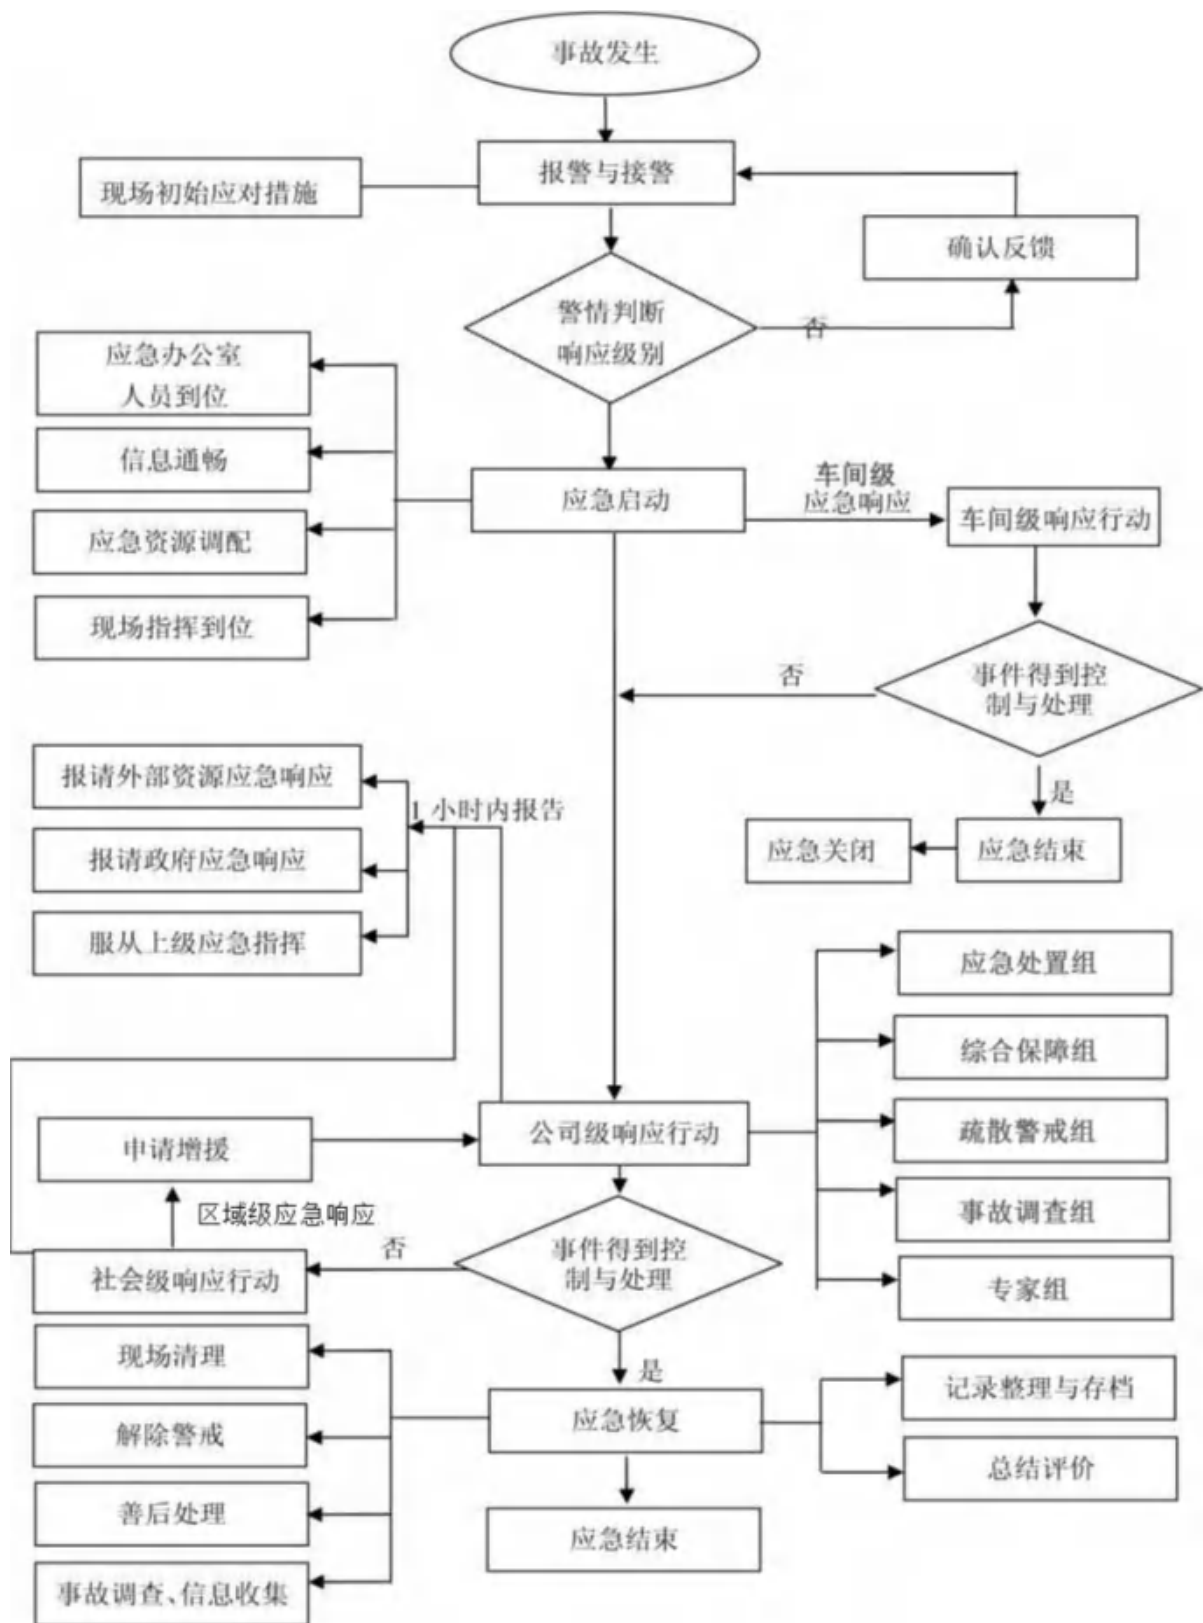 事故发生
报警与接警
现场初始应对措施
确认反馈
警情判断
响应级别
否
应急办公室
人员到位
信息通畅
应急启动
车间级
应急响应
车间级响应行动
应急资源调配
现场指挥到位
否
事件得到控
制与处理
是
报请外部资源应急响应
1 小时内报告
报请政府应急响应
应急关闭
应急结束
服从上级应急指挥
应急处置组
综合保障组
公司级响应行动
疏散警戒组
申请增援
区域级应急响应
事故调查组
否
事件得到控
制与处理
社会级响应行动
专家组
现场清理
是
记录整理与存档
应急恢复
解除警戒
总结评价
善后处理
应急结束
事故调查、信息收集